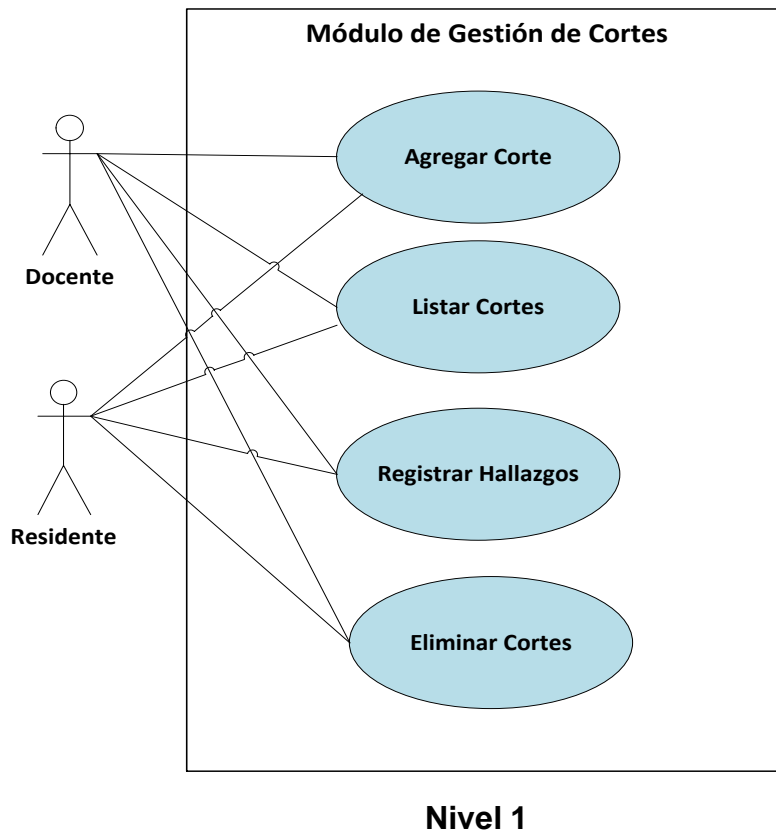 Módulo de Gestión de Cortes
Agregar Corte
Docente
Listar Cortes
Registrar Hallazgos
Residente
Eliminar Cortes
Nivel 1